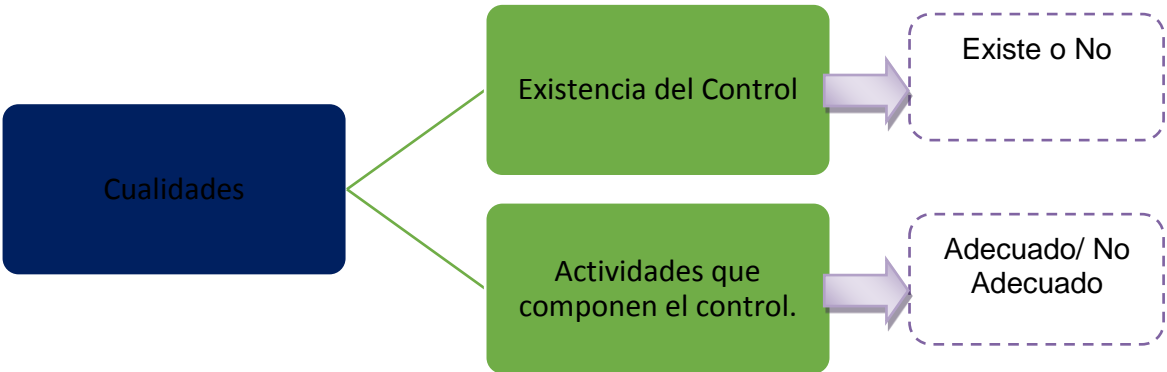 Cualidades
Existencia del Control
Existe o No
Actividades que
componen el control.
Adecuado/ No
Adecuado